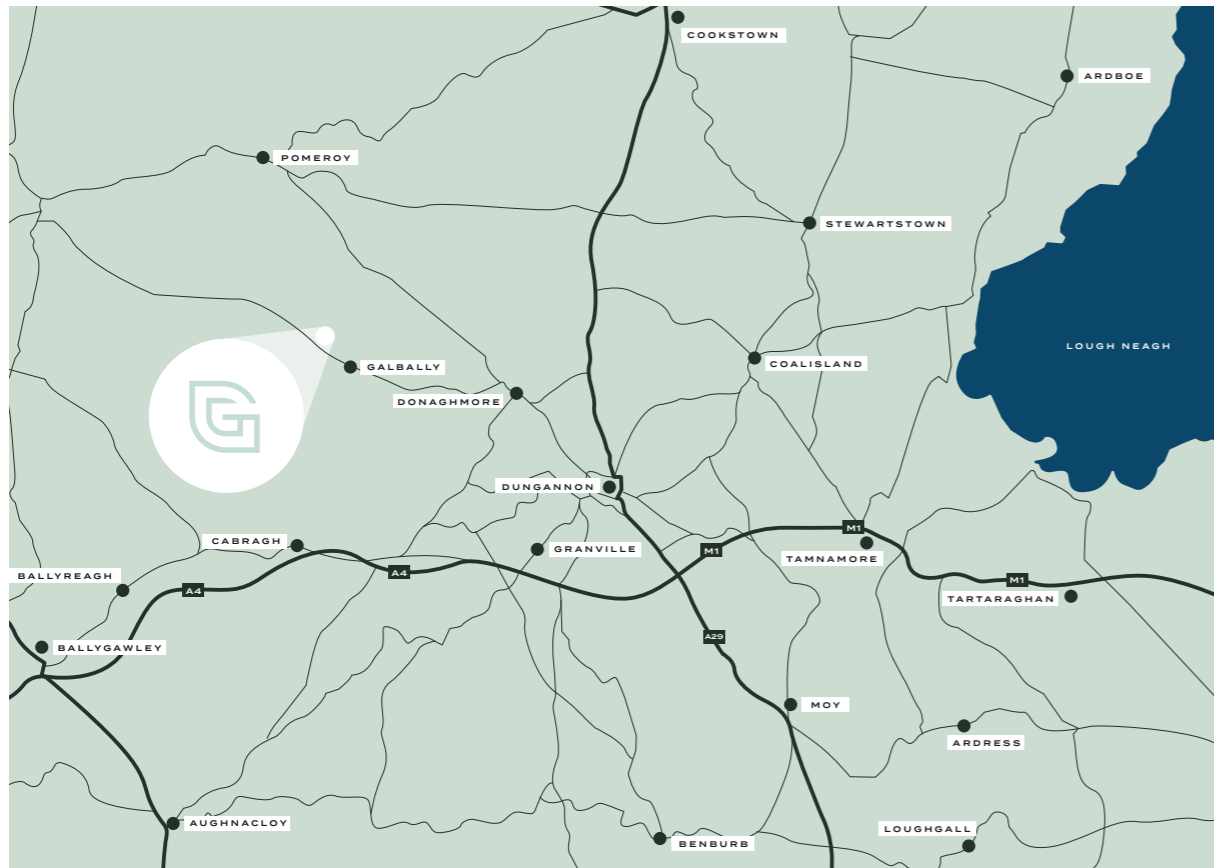 COOKSTOWN
ARDBOE
POMEROY
STEWARTSTOWN
LOUGH NEAGH
COALISLAND
GALBALLY
DONAGHMORE
G
DUNGANNON
M1
CABRAGH
GRANVILLE
M1
TAMNAMORE
BALLYREAGH
A4
A4
M1
TARTARAGHAN
A29
BALLYGAWLEY
MOY
ARDRESS
AUGHNACLOY
LOUGHGALL
BENBURB